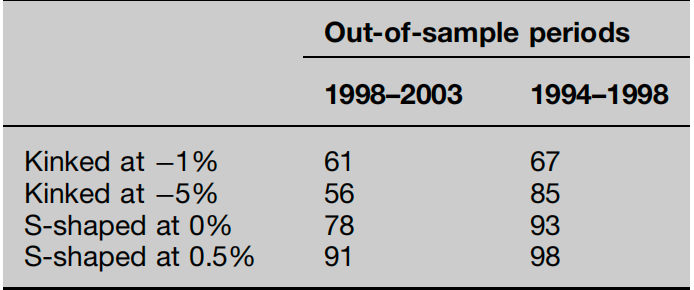 Out-of-sample periods
1998–2003 1994–1998
Kinked at −1% 61 67
Kinked at −5% 56 85
S-shaped at 0% 78 93
S-shaped at 0.5% 91 98